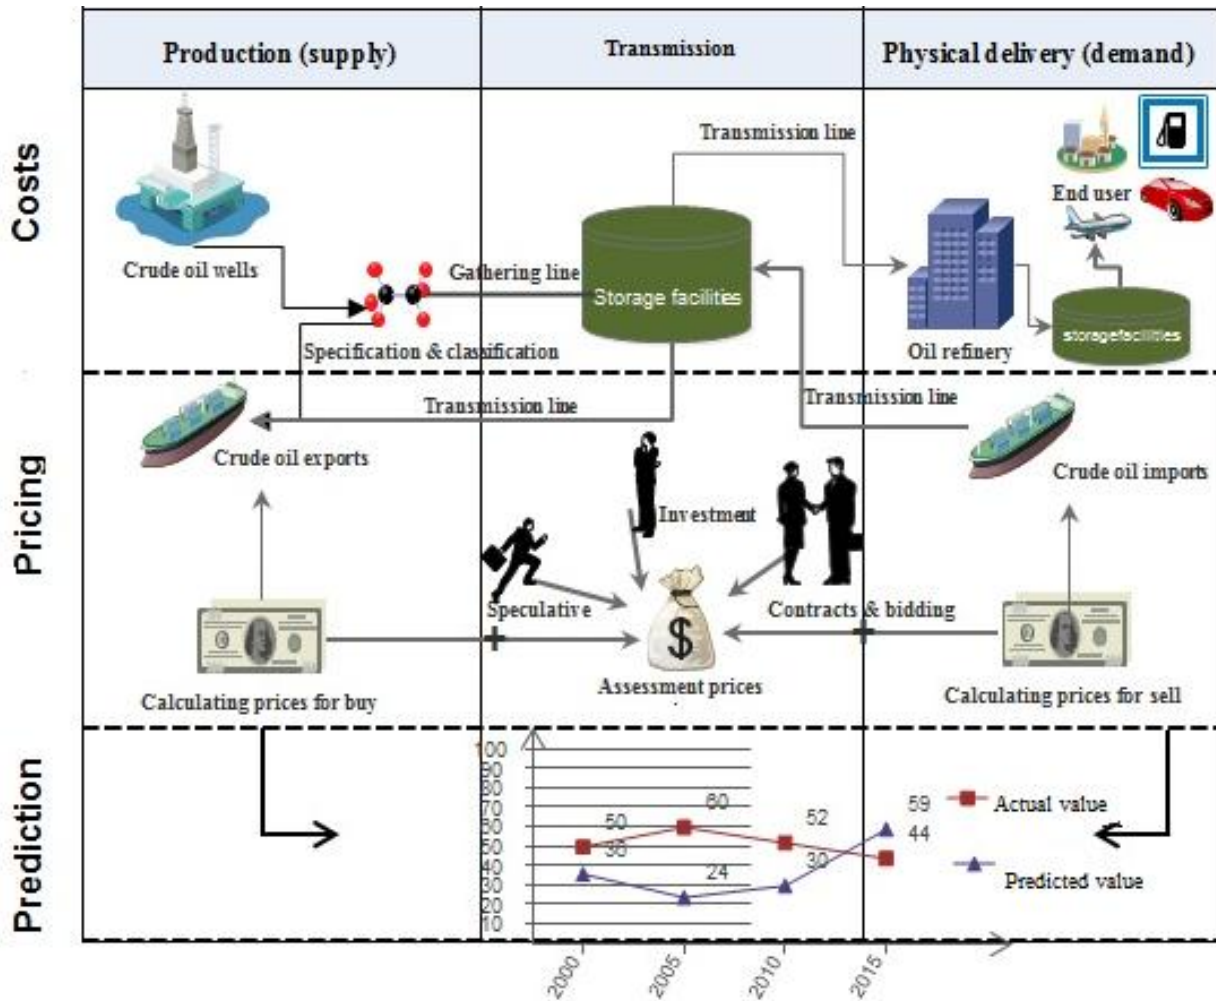 Production (supply)
Transmission
Physical delivery (demand)
Costs
Transmission line
End user
Crude oil wells
Gathering line
Storage facilities
storagefacilities
Specification & classification
Oil refinery
Pricing
Transmission line
Transmission line
Crude oil exports
Crude oil imports
Investment
Speculative
Contracts & bidding
$
Assessment prices
Calculating prices for buy
Calculating prices for sell
Prediction
100
90
80
70
60
50
40
30
20
10
50
60
52
59
36
24
30
44
Actual value
Predicted value
2000
2005
2010
2015